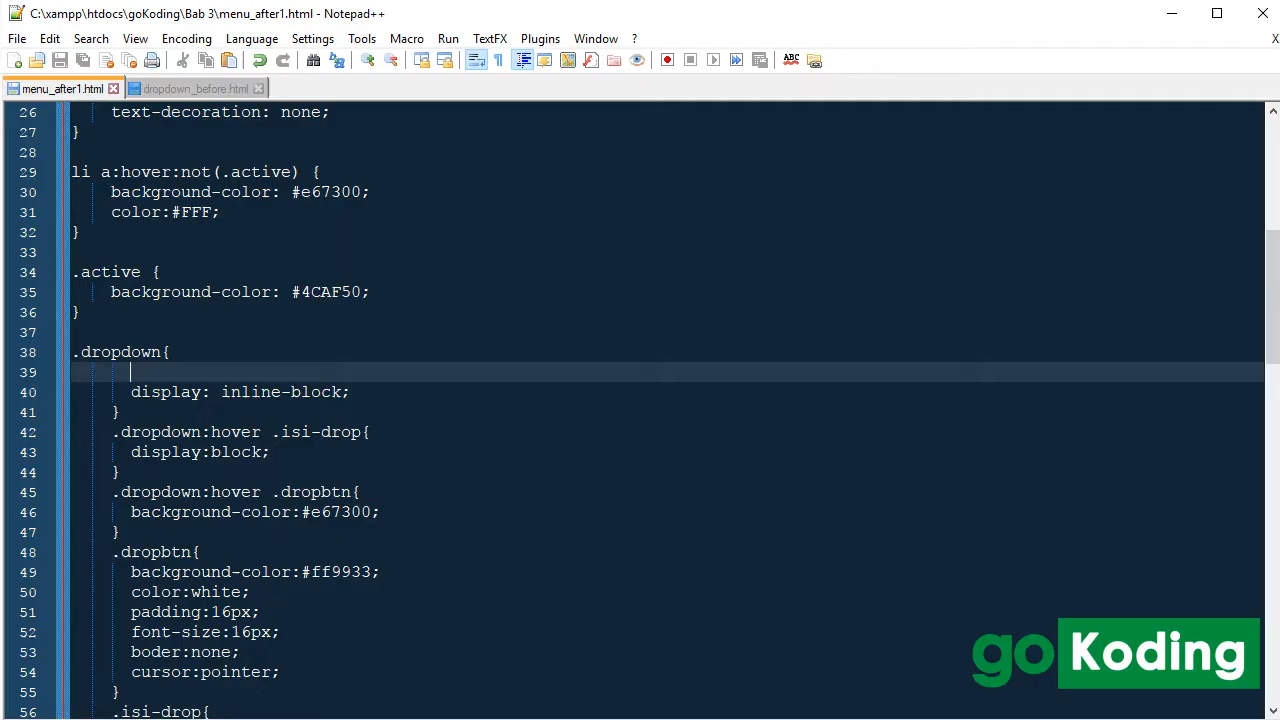 C:\xampp\htdocs\goKoding\Bab 3\menu_after1.html - Notepad++
File Edit Search View Encoding Language Settings Tools Macro Run TextFX Plugins Window ? X
menu_after1.html dropdown_before.html
26 text-decoration: none;
27 }
28
29 li a:hover:not(.active) {
30 background-color: #e67300;
31 color:#FFF;
32 }
33
34 .active {
35 background-color: #4CAF50;
36 }
37
38 .dropdown{
39
40 display: inline-block;
41 }
42 .dropdown:hover .isi-drop{
43 display:block;
44 }
45 .dropdown:hover .dropbtn{
46 background-color:#e67300;
47 }
48 .dropbtn{
49 background-color:#ff9933;
50 color:white;
51 padding:16px;
52 font-size:16px;
53 boder:none;
54 cursor:pointer;
55 }
56 .isi-drop{
go Koding